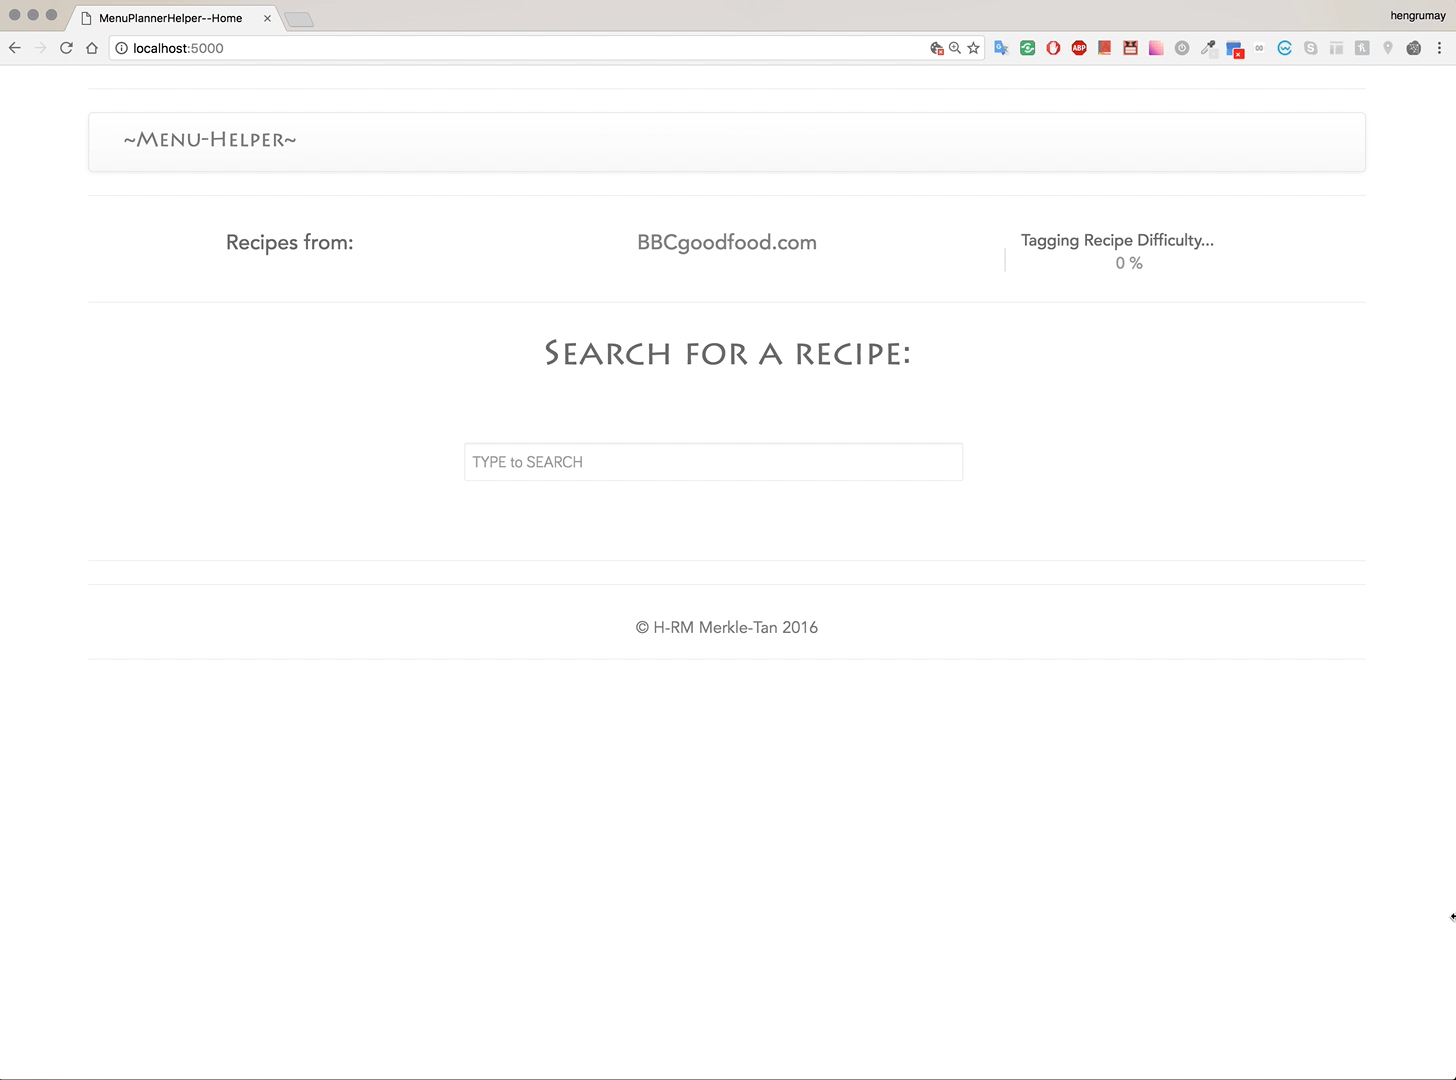 MenuPlannerHelper--Home
hengrumay
localhost:5000
ABP
~Menu-Helper~
Recipes from:
BBCgoodfood.com
Tagging Recipe Difficulty...
0 %
Search for a recipe:
TYPE to SEARCH
© H-RM Merkle-Tan 2016